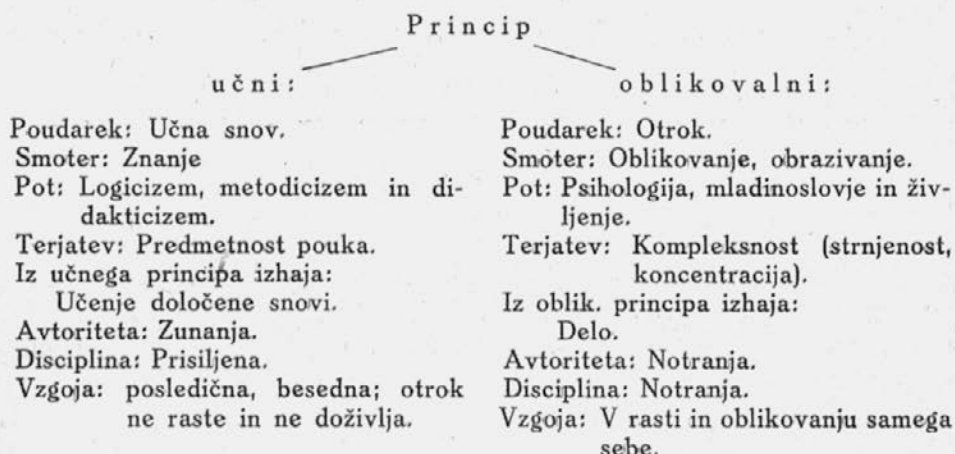 Princip
učni:
Poudarek: Učna snov.
Smoter: Znanje
Pot: Logicizem, metodicizem in di-
dakticizem.
Terjatev: Predmetnost pouka.
Iz učnega principa izhaja:
Učenje določene snovi.
Avtoriteta: Zunanja.
Disciplina: Prisiljena.
Vzgoja: posledična, besedna; otrok
ne raste in ne doživlja.
oblikovalni:
Poudarek: Otrok.
Smoter: Oblikovanje, obrazivanje.
Pot: Psihologija, mladinoslovje in živ-
ljenje.
Terjatev: Kompleksnost (strnjenost,
koncentracija).
Iz oblik. principa izhaja:
Delo.
Avtoriteta: Notranja.
Disciplina: Notranja.
Vzgoja: V rasti in oblikovanju samega
sebe.